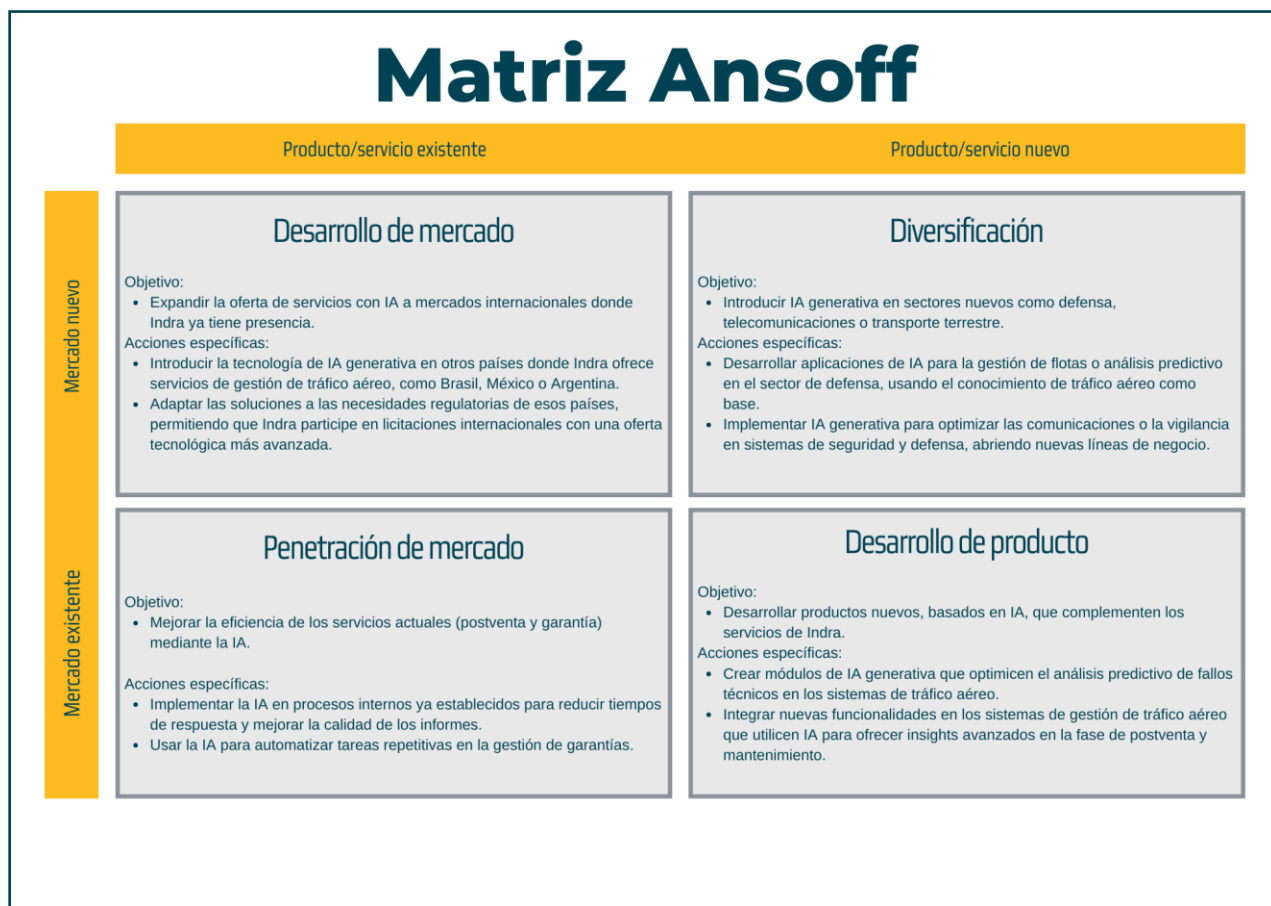 Matriz Ansoff
Producto/servicio existente
Producto/servicio nuevo
Mercado nuevo
Desarrollo de mercado
Objetivo:
• Expandir la oferta de servicios con IA a mercados internacionales donde
Indra ya tiene presencia.
Acciones específicas:
• Introducir la tecnología de IA generativa en otros países donde Indra ofrece
servicios de gestión de tráfico aéreo, como Brasil, México o Argentina.
• Adaptar las soluciones a las necesidades regulatorias de esos países,
permitiendo que Indra participe en licitaciones internacionales con una oferta
tecnológica más avanzada.
Diversificación
Objetivo:
• Introducir IA generativa en sectores nuevos como defensa,
telecomunicaciones o transporte terrestre.
Acciones específicas:
• Desarrollar aplicaciones de IA para la gestión de flotas o análisis predictivo
en el sector de defensa, usando el conocimiento de tráfico aéreo como
base.
• Implementar IA generativa para optimizar las comunicaciones o la vigilancia
en sistemas de seguridad y defensa, abriendo nuevas líneas de negocio.
Mercado existente
Penetración de mercado
Objetivo:
• Mejorar la eficiencia de los servicios actuales (postventa y garantía)
mediante la IA.
Acciones específicas:
• Implementar la IA en procesos internos ya establecidos para reducir tiempos
de respuesta y mejorar la calidad de los informes.
• Usar la IA para automatizar tareas repetitivas en la gestión de garantías.
Desarrollo de producto
Objetivo:
• Desarrollar productos nuevos, basados en IA, que complementen los
servicios de Indra.
Acciones específicas:
• Crear módulos de IA generativa que optimicen el análisis predictivo de fallos
técnicos en los sistemas de tráfico aéreo.
• Integrar nuevas funcionalidades en los sistemas de gestión de tráfico aéreo
que utilicen IA para ofrecer insights avanzados en la fase de postventa y
mantenimiento.